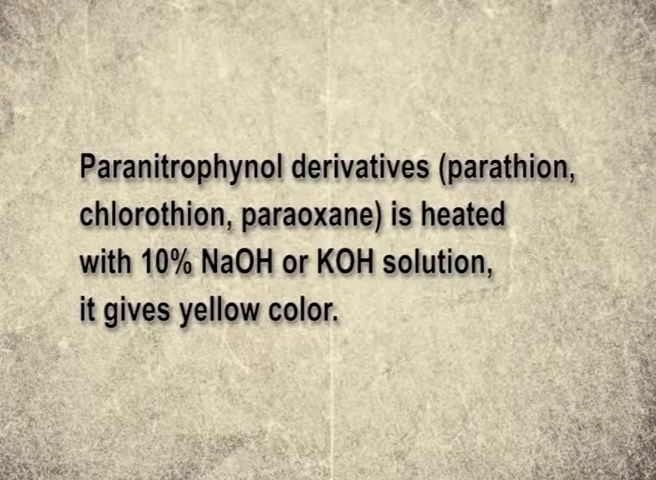 Paranitrophynol derivatives (parathion,
chlorothion, paraoxane) is heated
with 10% NaOH or KOH solution,
it gives yellow color.